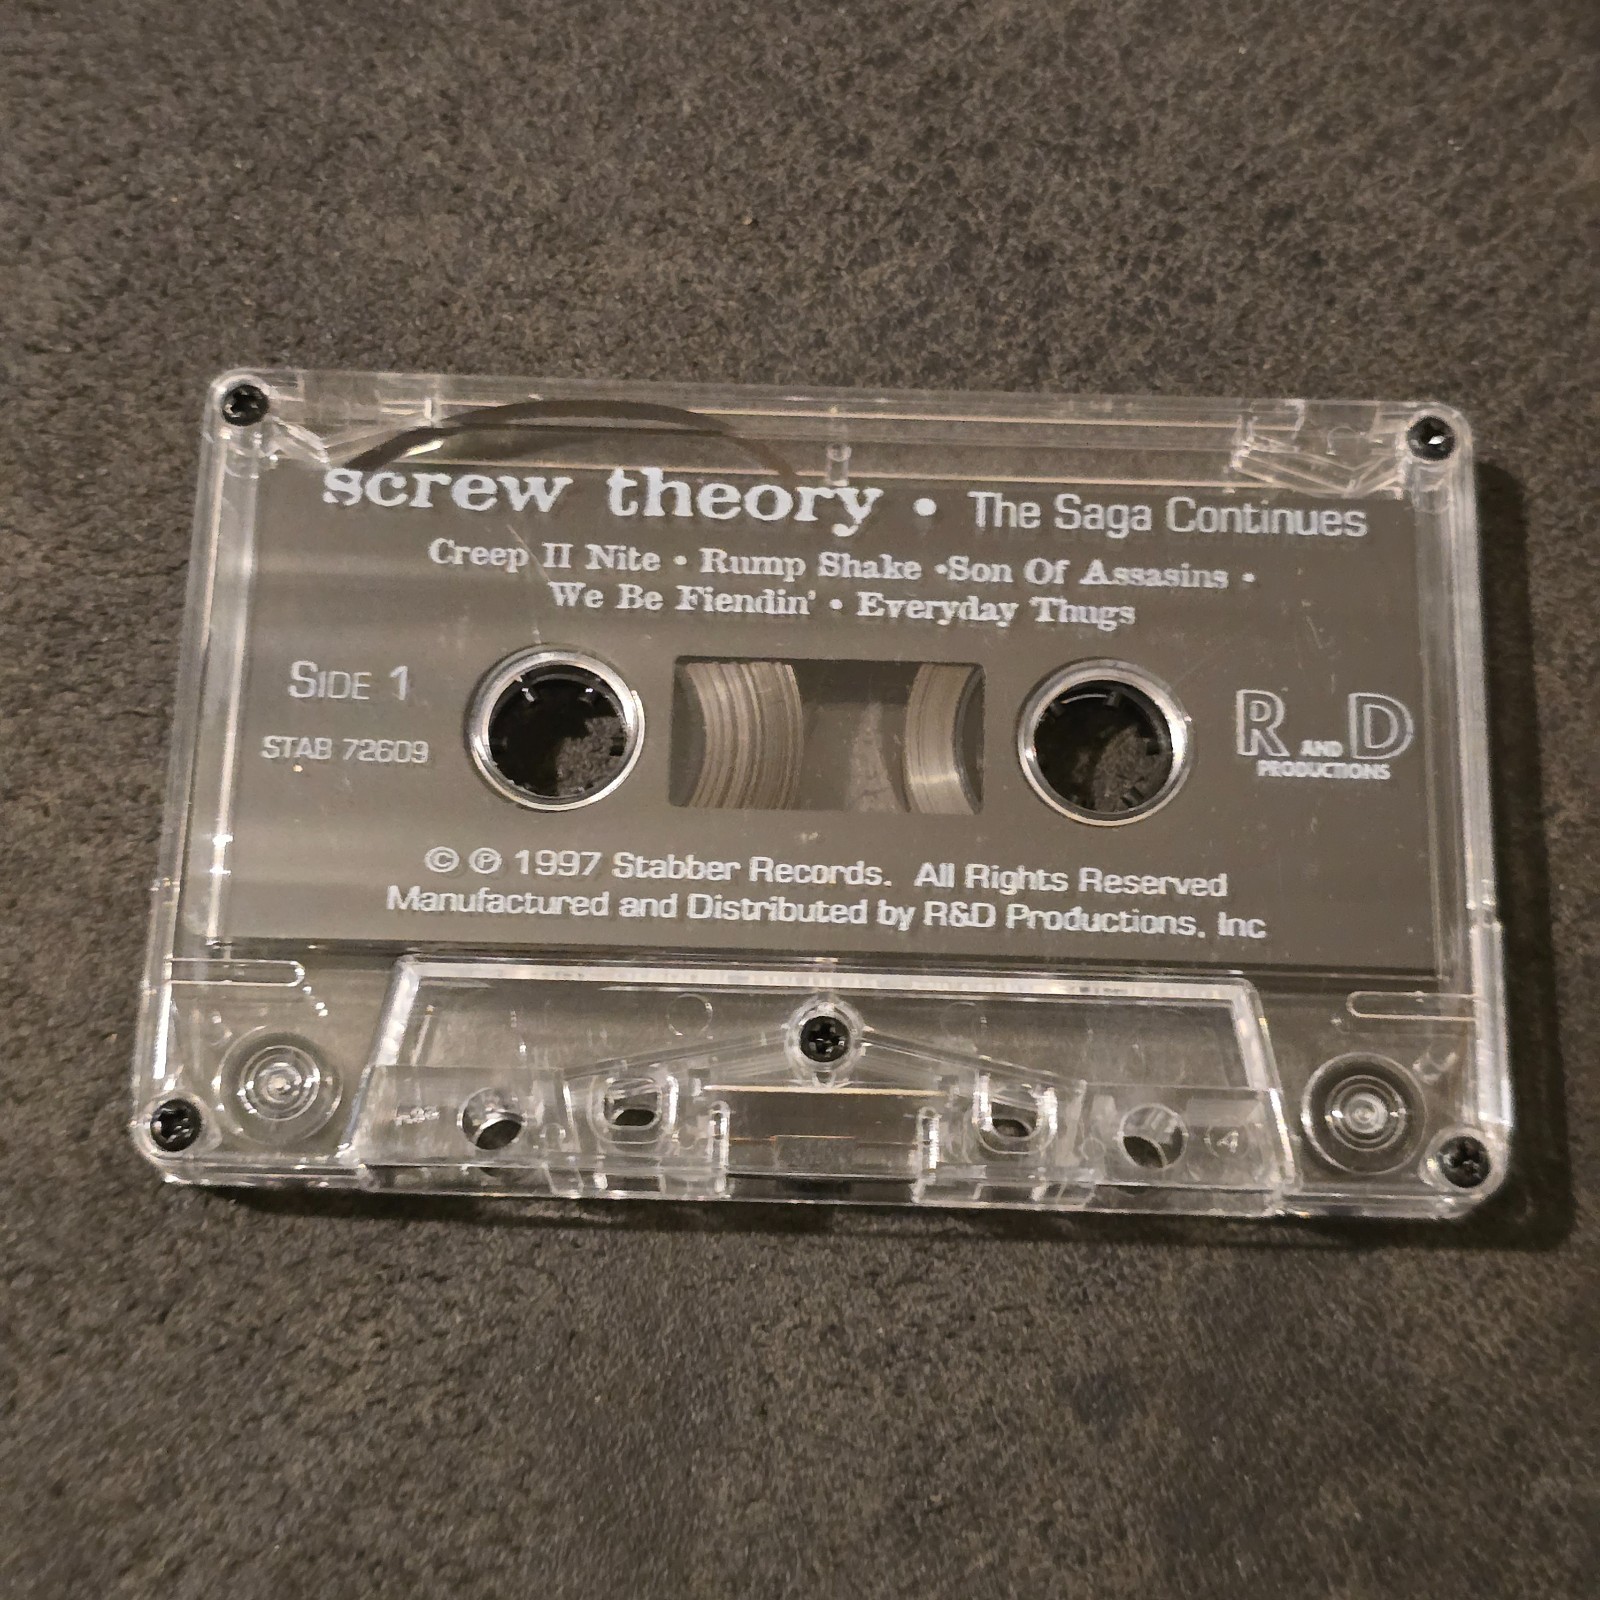 screw theory • The Saga Continues
Creep II Nite • Rump Shake •Son Of Assasins •
We Be Fiendin' • Everyday Thugs
SIDE 1
STAB 72609
R AND D
PRODUCTIONS
© ℗ 1997 Stabber Records. All Rights Reserved
Manufactured and Distributed by R&D Productions, Inc